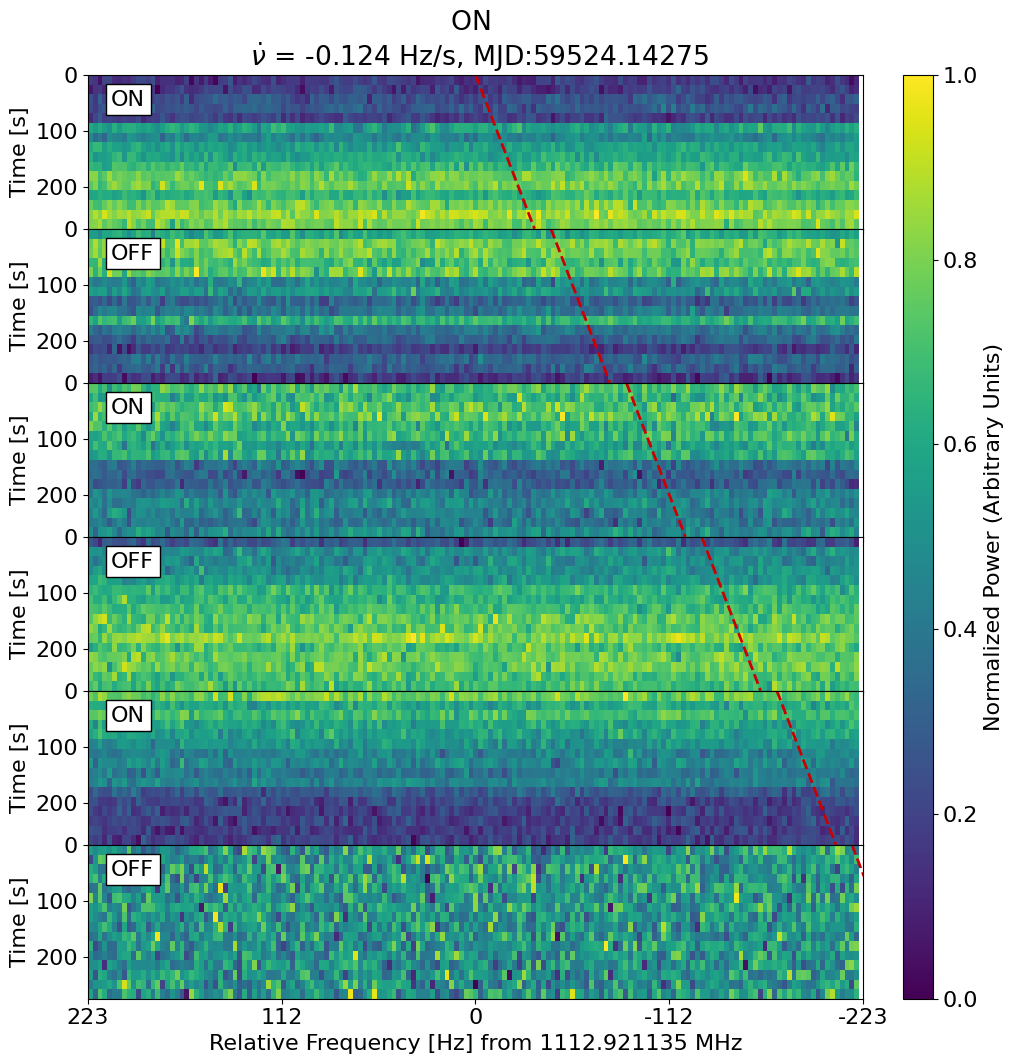 ON
ν̇ = -0.124 Hz/s, MJD:59524.14275
0
ON
100
Time [s]
200
0
OFF
100
Time [s]
200
0
ON
100
Time [s]
200
0
OFF
100
Time [s]
200
0
ON
100
Time [s]
200
0
OFF
100
Time [s]
200
223 112 0 -112 -223
Relative Frequency [Hz] from 1112.921135 MHz
1.0
0.8
0.6
0.4
0.2
0.0
Normalized Power (Arbitrary Units)